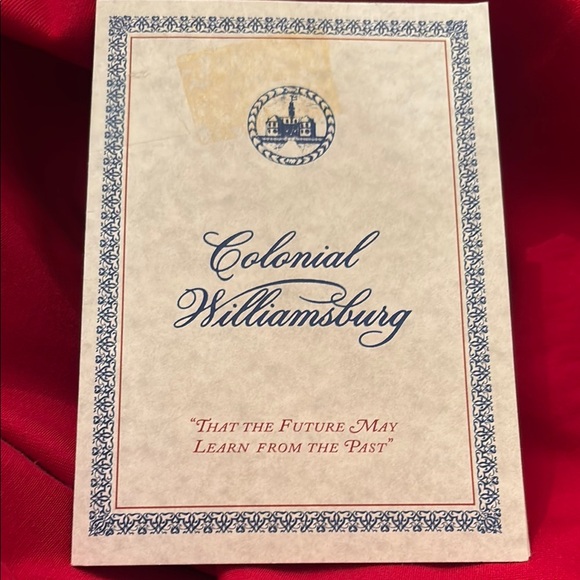 Colonial
Williamsburg
"That the Future May
Learn from the Past"